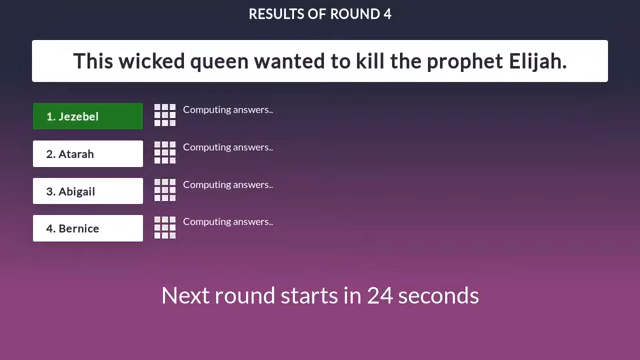 RESULTS OF ROUND 4
This wicked queen wanted to kill the prophet Elijah.
1. Jezebel
Computing answers..
2. Atarah
Computing answers..
3. Abigail
Computing answers..
4. Bernice
Computing answers..
Next round starts in 24 seconds